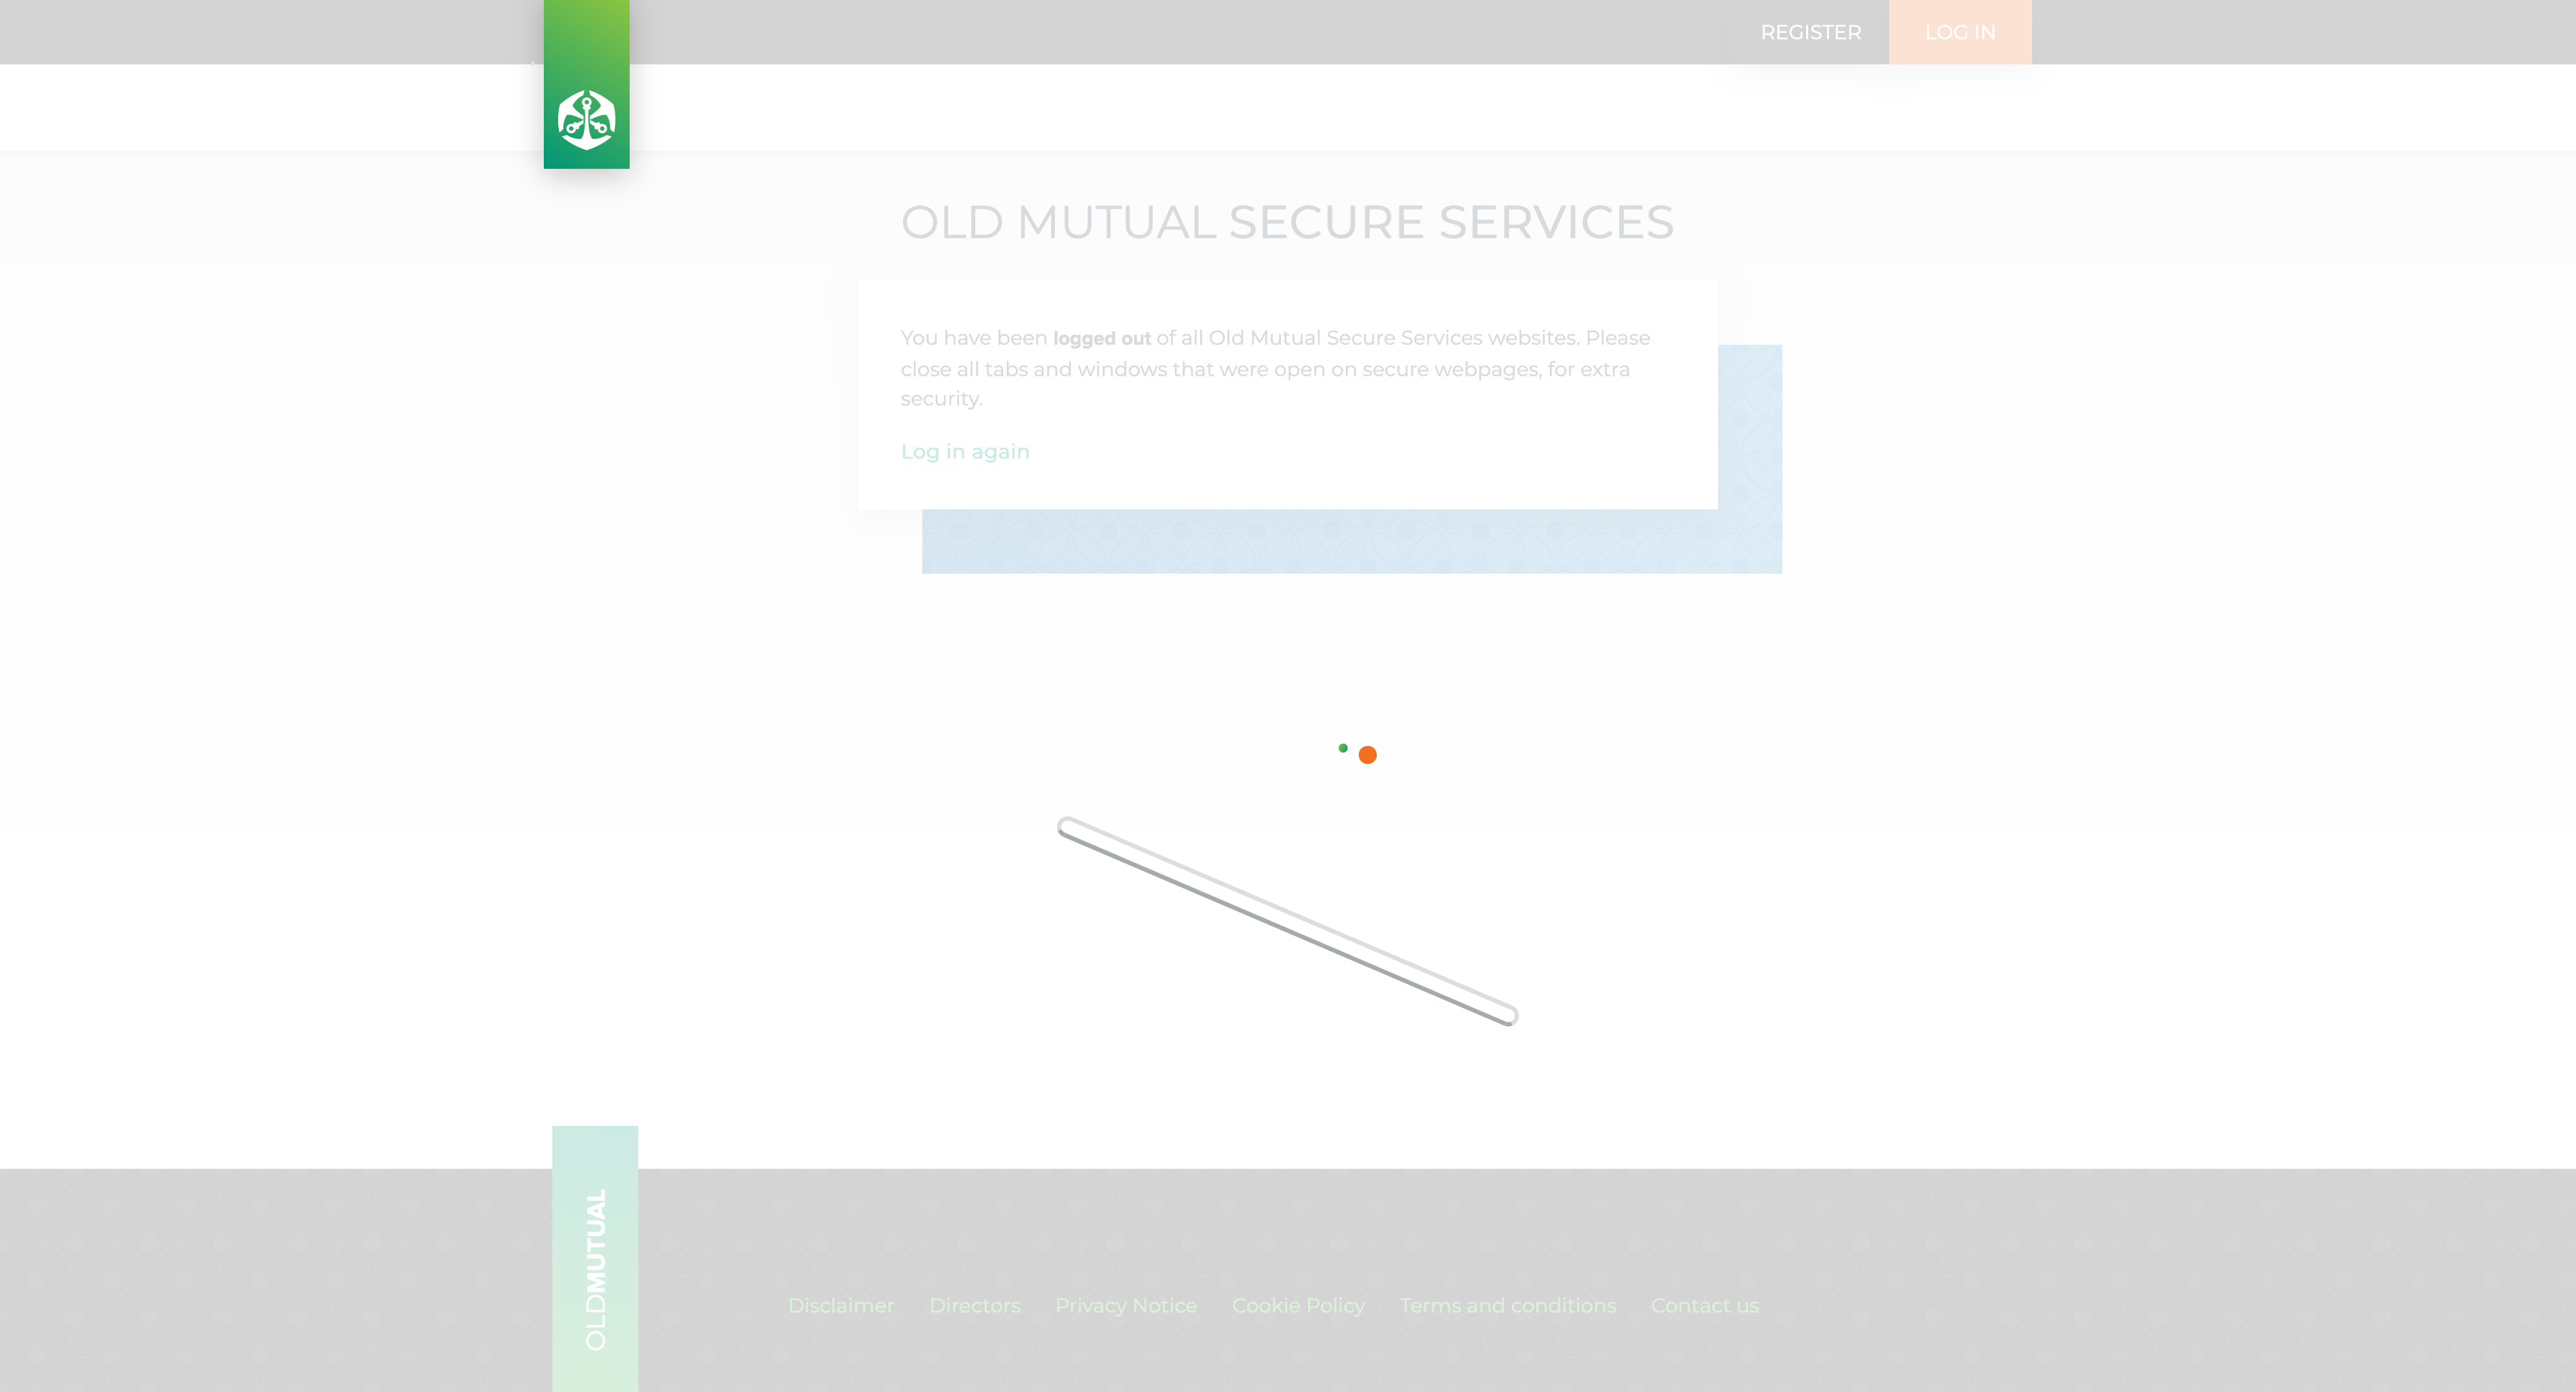 REGISTER
LOG IN
OLD MUTUAL SECURE SERVICES
You have been logged out of all Old Mutual Secure Services websites. Please
close all tabs and windows that were open on secure webpages, for extra
security.
Log in again
OLDMUTUAL
Disclaimer
Directors
Privacy Notice
Cookie Policy
Terms and conditions
Contact us